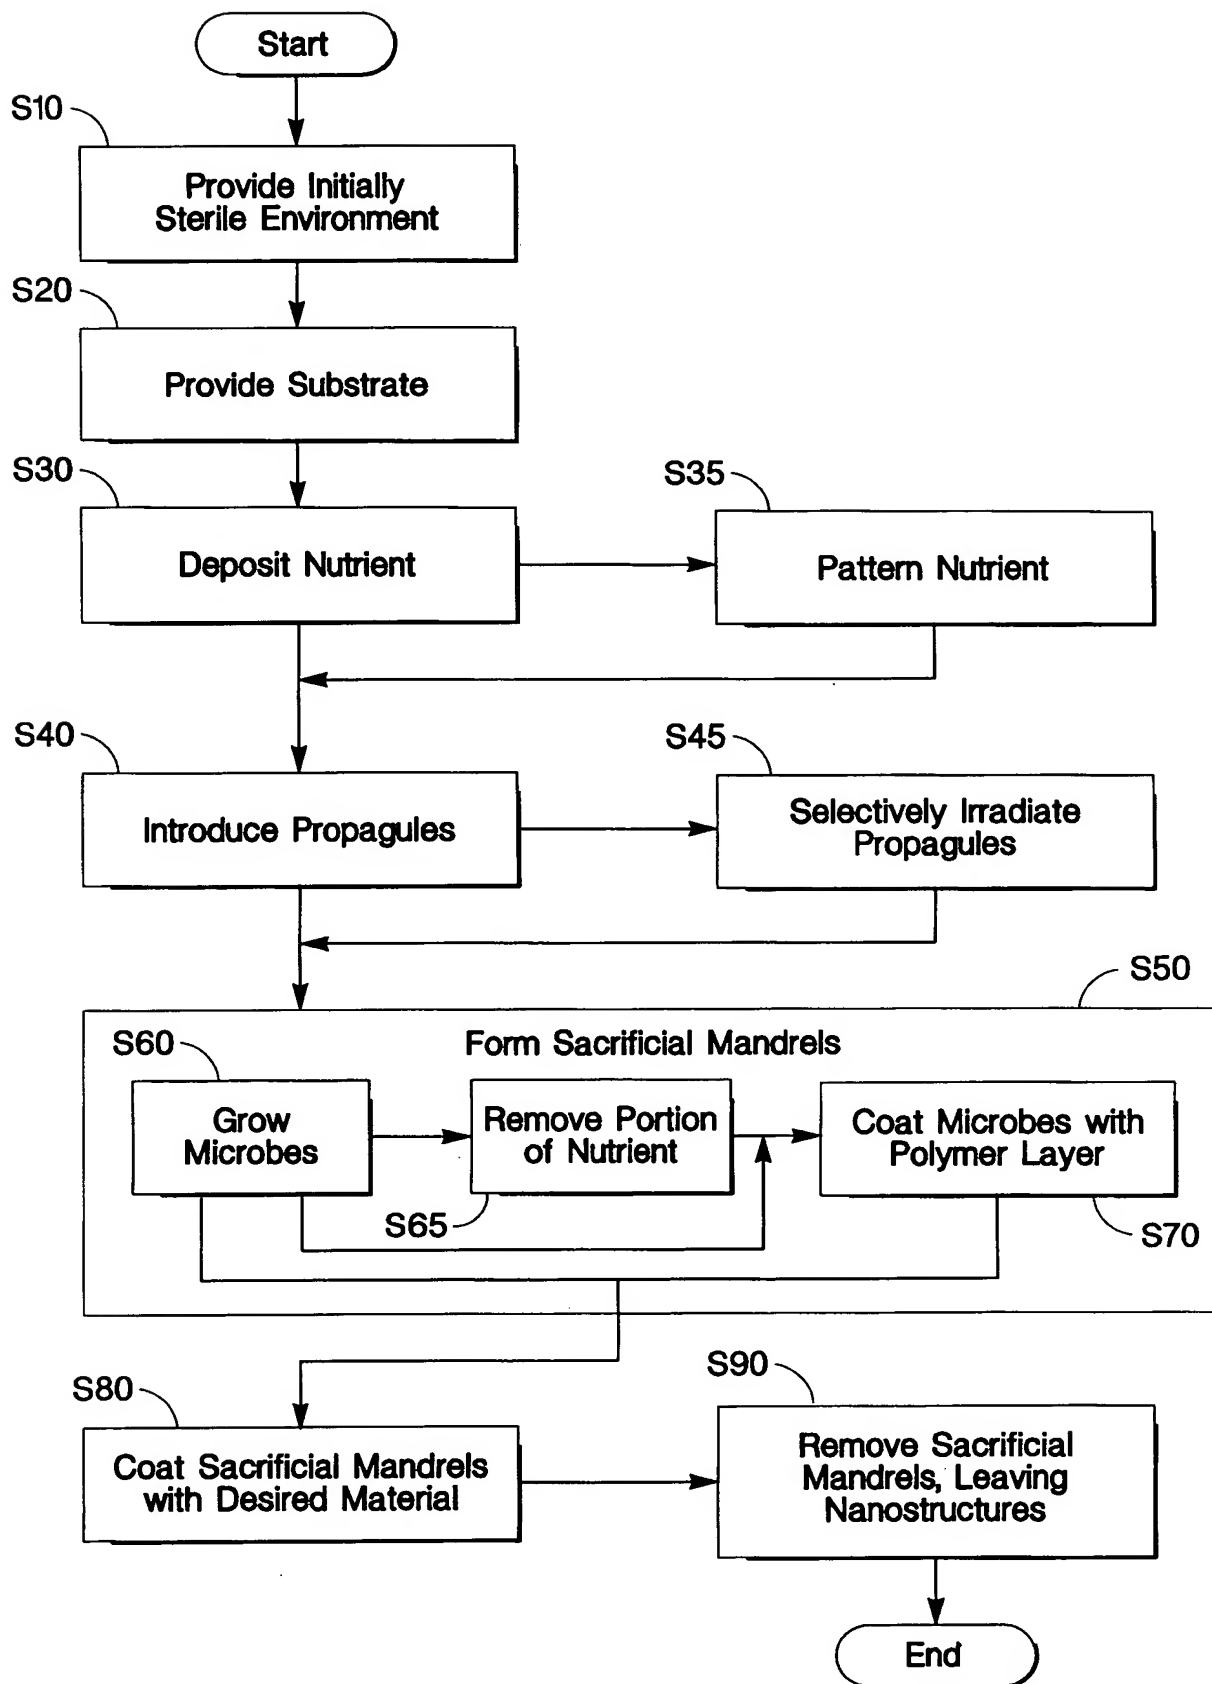 Start
S10
Provide Initially
Sterile Environment
S20
Provide Substrate
S30
Deposit Nutrient
S35
Pattern Nutrient
S40
Introduce Propagules
S45
Selectively Irradiate
Propagules
S50
Form Sacrificial Mandrels
S60
Grow
Microbes
Remove Portion
of Nutrient
S65
Coat Microbes with
Polymer Layer
S70
S80
Coat Sacrificial Mandrels
with Desired Material
S90
Remove Sacrificial
Mandrels, Leaving
Nanostructures
End